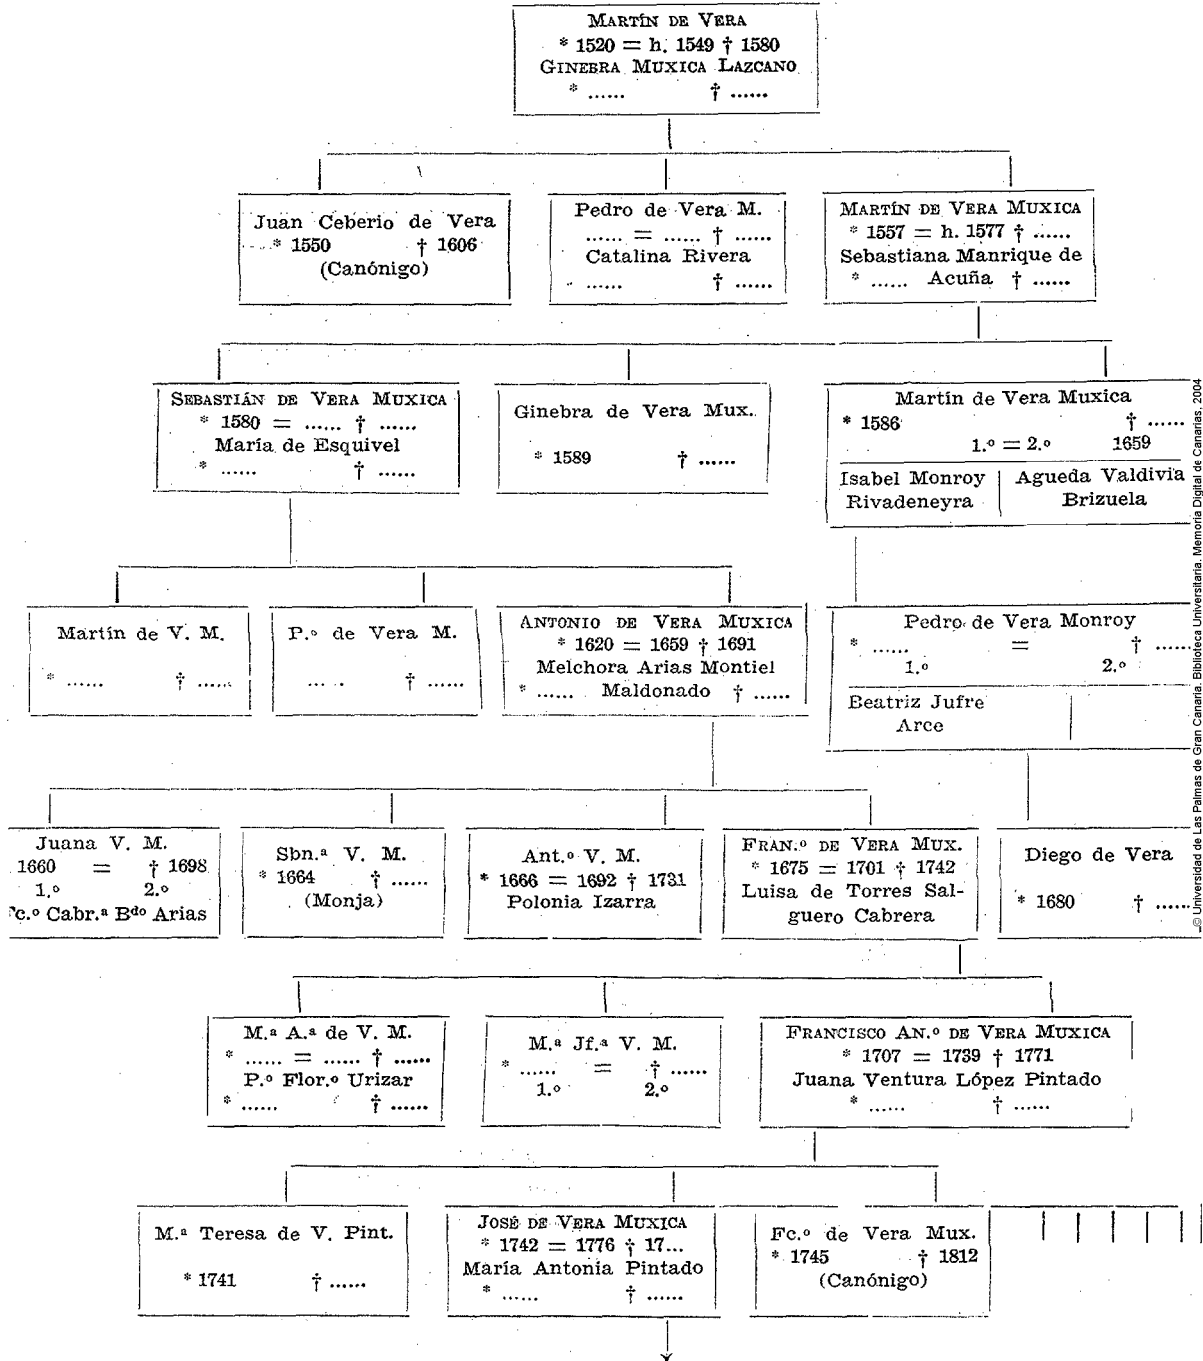 MARTÍN DE VERA
* 1520 = h. 1549 † 1580
GINEBRA MUXICA LAZCANO
* ...... † ......
Juan Ceberio de Vera
* 1550 † 1606
(Canónigo)
Pedro de Vera M.
...... = ...... † ......
Catalina Rivera
...... † ......
MARTÍN DE VERA MUXICA
* 1557 = h. 1577 † ......
Sebastiana Manrique de
* ...... Acuña † ......
SEBASTIÁN DE VERA MUXICA
* 1580 = ...... † ......
María de Esquivel
* ...... † ......
Ginebra de Vera Mux.
* 1589 † ......
Martín de Vera Muxica
* 1586 † ......
1.º = 2.º 1659
Isabel Monroy
Rivadeneyra
Agueda Valdivia
Brizuela
Martín de V. M.
* ...... † ......
P.º de Vera M.
...... † ......
ANTONIO DE VERA MUXICA
* 1620 = 1659 † 1691
Melchora Arias Montiel
* ...... Maldonado † ......
Pedro de Vera Monroy
* ...... = † ......
1.º 2.º
Beatriz Jufre
Arce
Juana V. M.
1660 = † 1698
1.º 2.º
Fc.º Cabr.ª Bdo Arias
Sbn.ª V. M.
* 1664 † ......
(Monja)
Ant.º V. M.
* 1666 = 1692 † 1731
Polonia Izarra
FRAN.º DE VERA MUX.
* 1675 = 1701 † 1742
Luisa de Torres Sal-
guero Cabrera
Diego de Vera
* 1680 † ......
M.ª A.ª de V. M.
* ...... = ...... † ......
P.º Flor.º Urizar
* ...... † ......
M.ª Jf.ª V. M.
* ...... = † ......
1.º 2.º
FRANCISCO AN.º DE VERA MUXICA
* 1707 = 1739 † 1771
Juana Ventura López Pintado
* ...... † ......
M.ª Teresa de V. Pint.
* 1741 † ......
JOSÉ DE VERA MUXICA
* 1742 = 1776 † 17...
María Antonia Pintado
* ...... † ......
Fc.º de Vera Mux.
* 1745 † 1812
(Canónigo)
© Universidad de Las Palmas de Gran Canaria. Biblioteca Universitaria. Memoria Digital de Canarias, 2004